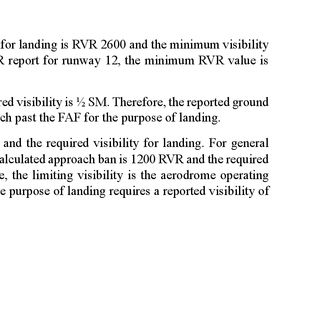 for landing is RVR 2600 and the minimum visibility
report for runway 12, the minimum RVR value is
red visibility is ½ SM. Therefore, the reported ground
ch past the FAF for the purpose of landing.
and the required visibility for landing. For general
alculated approach ban is 1200 RVR and the required
e, the limiting visibility is the aerodrome operating
e purpose of landing requires a reported visibility of